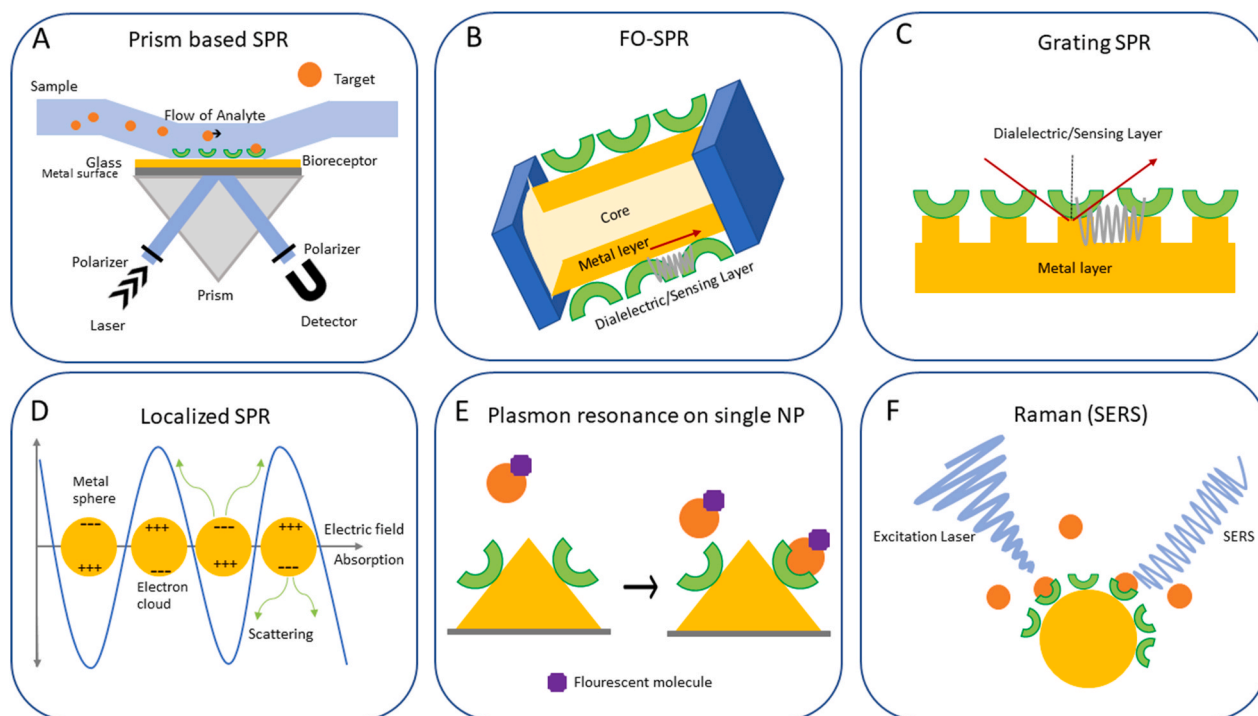 A
Prism based SPR
Sample
Target
Flow of Analyte
Glass
Bioreceptor
Metal surface
Polarizer
Polarizer
Prism
Laser
Detector
B
FO-SPR
Core
Metal leyer
Dialelectric/Sensing Layer
C
Grating SPR
Dialelectric/Sensing Layer
Metal layer
D
Localized SPR
Metal
sphere
--- +++ --- +++
+++ --- +++ ---
Electric field
Absorption
Electron
cloud
Scattering
E
Plasmon resonance on single NP
Flourescent molecule
F
Raman (SERS)
Excitation Laser
SERS